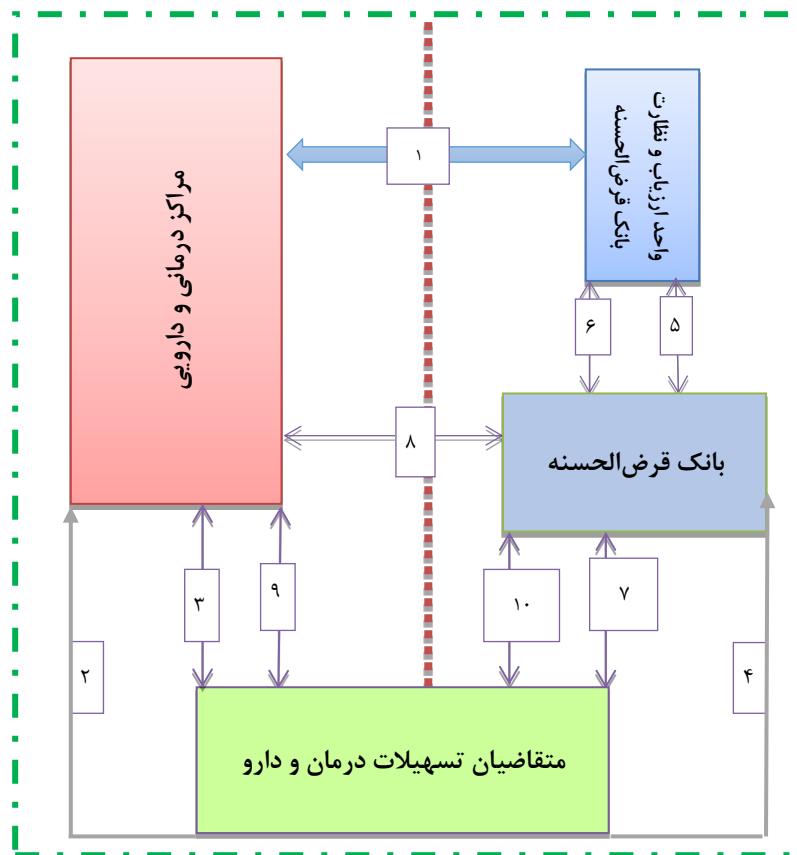 واحد ارزیاب و نظارت
بانک قرض‌الحسنه
۱
مراکز درمانی و دارویی
۵
۶
۸
بانک قرض‌الحسنه
۷
۱۰
۹
۳
۴
۲
متقاضیان تسهیلات درمان و دارو